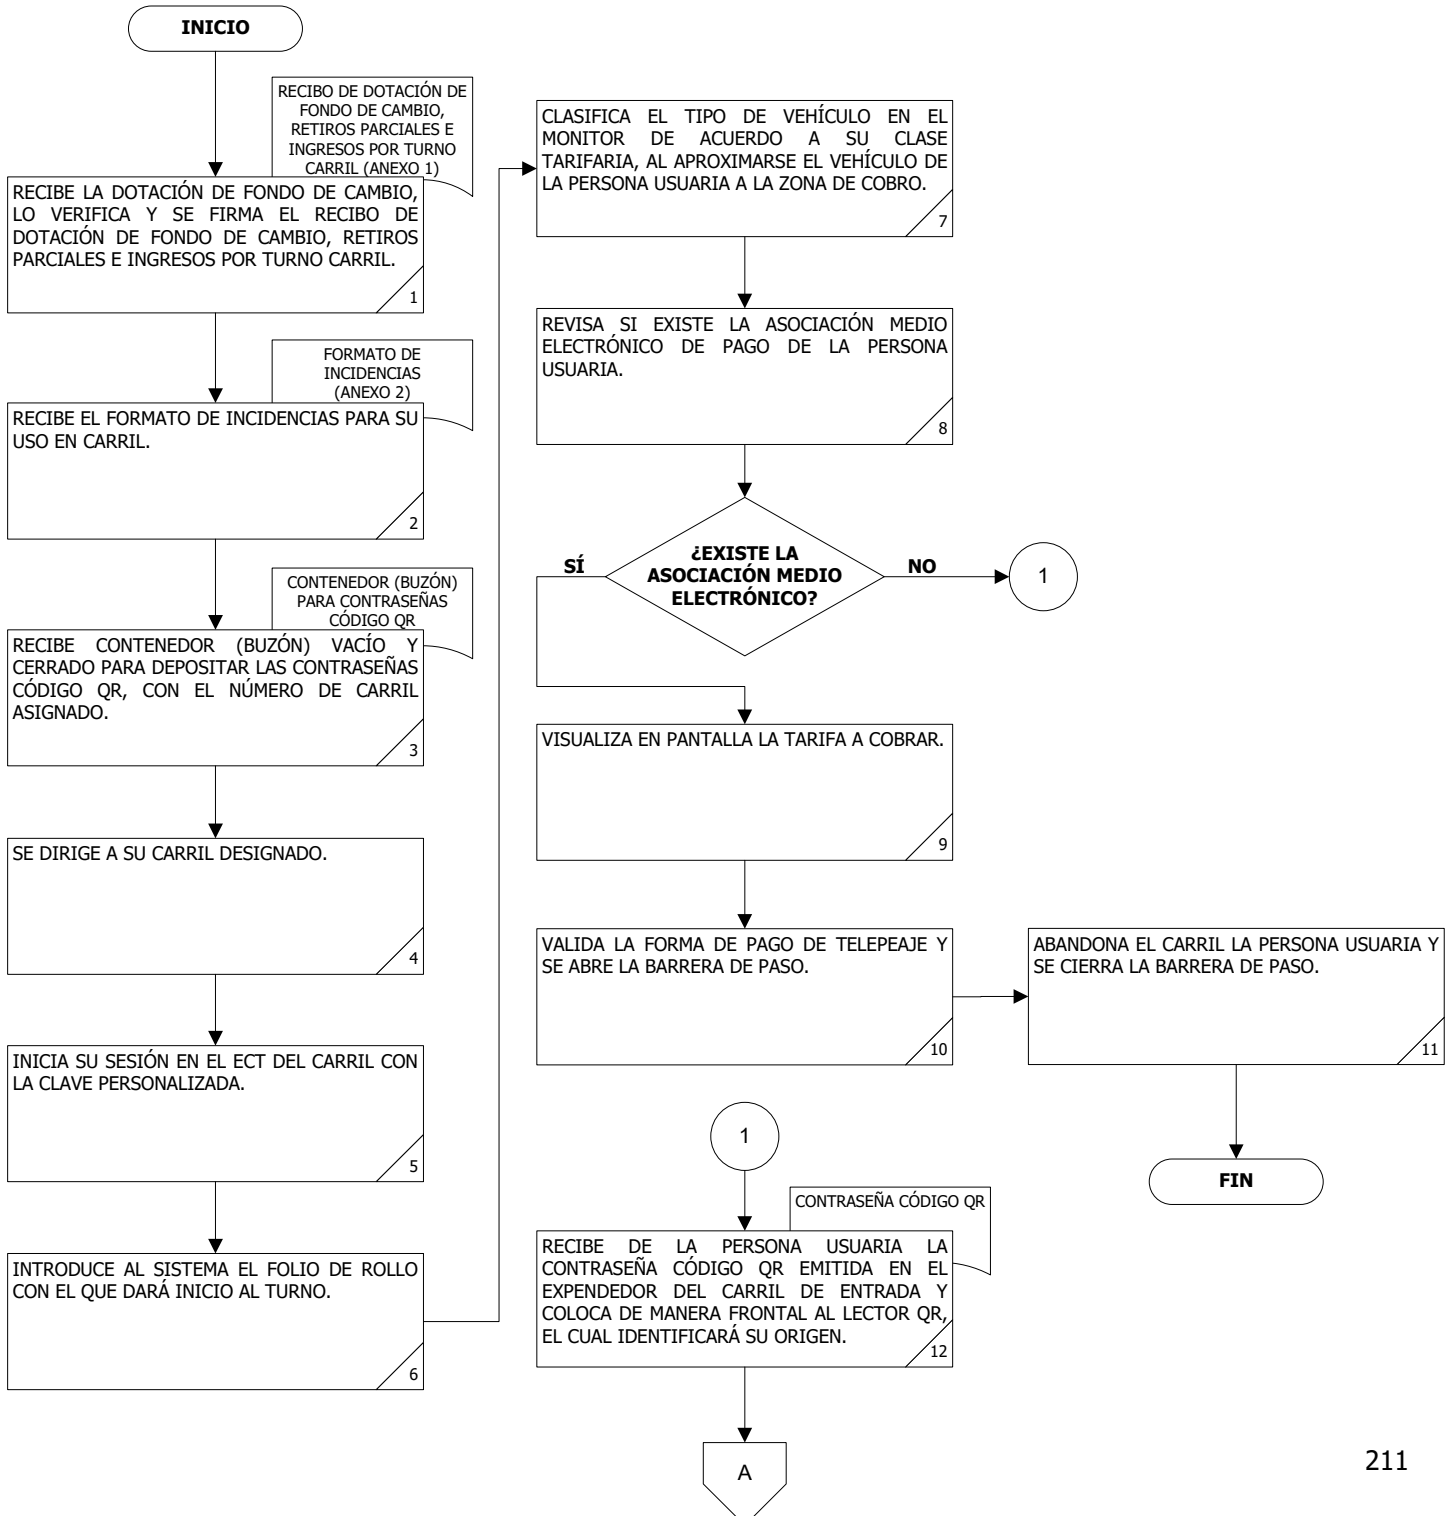 INICIO
RECIBO DE DOTACIÓN DE
FONDO DE CAMBIO,
RETIROS PARCIALES E
INGRESOS POR TURNO
CARRIL (ANEXO 1)
RECIBE LA DOTACIÓN DE FONDO DE CAMBIO,
LO VERIFICA Y SE FIRMA EL RECIBO DE
DOTACIÓN DE FONDO DE CAMBIO, RETIROS
PARCIALES E INGRESOS POR TURNO CARRIL.
1
FORMATO DE
INCIDENCIAS
(ANEXO 2)
RECIBE EL FORMATO DE INCIDENCIAS PARA SU
USO EN CARRIL.
2
CONTENEDOR (BUZÓN)
PARA CONTRASEÑAS
CÓDIGO QR
RECIBE CONTENEDOR (BUZÓN) VACÍO Y
CERRADO PARA DEPOSITAR LAS CONTRASEÑAS
CÓDIGO QR, CON EL NÚMERO DE CARRIL
ASIGNADO.
3
SE DIRIGE A SU CARRIL DESIGNADO.
4
INICIA SU SESIÓN EN EL ECT DEL CARRIL CON
LA CLAVE PERSONALIZADA.
5
INTRODUCE AL SISTEMA EL FOLIO DE ROLLO
CON EL QUE DARÁ INICIO AL TURNO.
6
CLASIFICA EL TIPO DE VEHÍCULO EN EL
MONITOR DE ACUERDO A SU CLASE
TARIFARIA, AL APROXIMARSE EL VEHÍCULO DE
LA PERSONA USUARIA A LA ZONA DE COBRO.
7
REVISA SI EXISTE LA ASOCIACIÓN MEDIO
ELECTRÓNICO DE PAGO DE LA PERSONA
USUARIA.
8
¿EXISTE LA
ASOCIACIÓN MEDIO
ELECTRÓNICO?
SÍ
NO
1
VISUALIZA EN PANTALLA LA TARIFA A COBRAR.
9
VALIDA LA FORMA DE PAGO DE TELEPEAJE Y
SE ABRE LA BARRERA DE PASO.
10
ABANDONA EL CARRIL LA PERSONA USUARIA Y
SE CIERRA LA BARRERA DE PASO.
11
FIN
1
CONTRASEÑA CÓDIGO QR
RECIBE DE LA PERSONA USUARIA LA
CONTRASEÑA CÓDIGO QR EMITIDA EN EL
EXPENDEDOR DEL CARRIL DE ENTRADA Y
COLOCA DE MANERA FRONTAL AL LECTOR QR,
EL CUAL IDENTIFICARÁ SU ORIGEN.
12
A
211